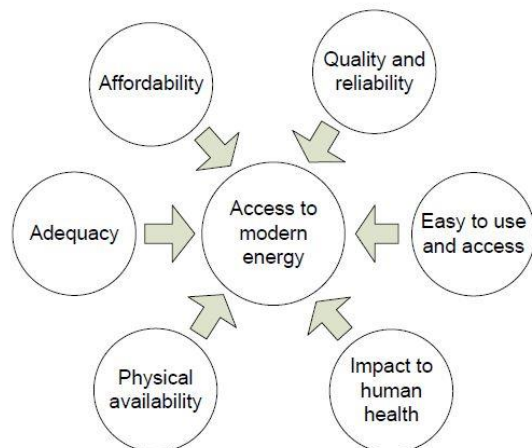 Affordability
Quality and
reliability
Adequacy
Access to
modern
energy
Easy to use
and access
Physical
availability
Impact to
human
health